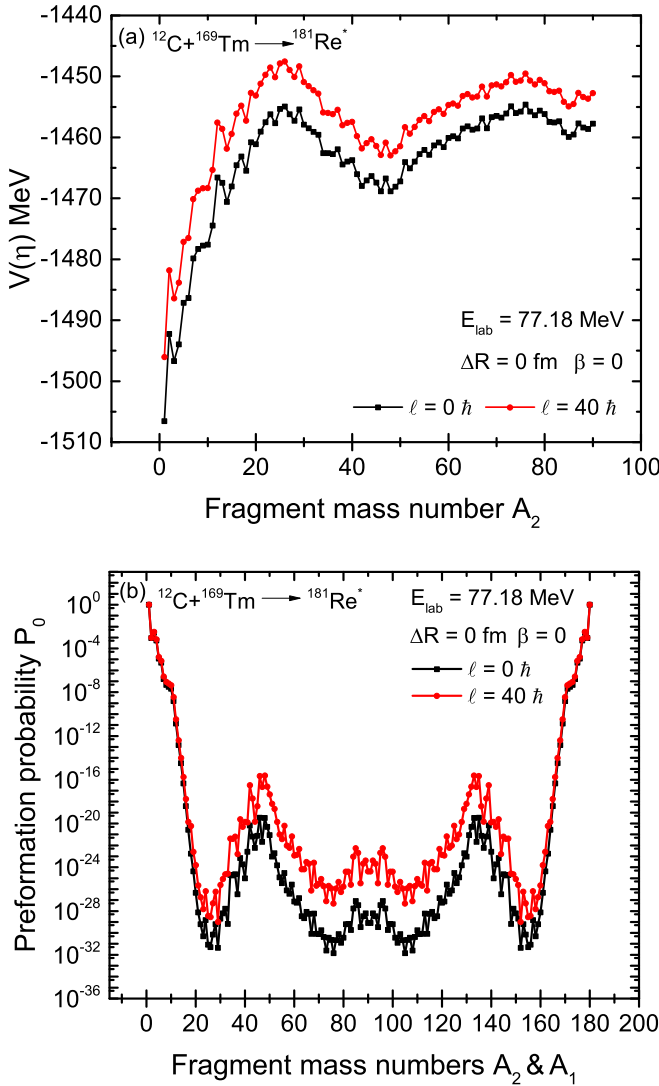 (a) ¹²C+¹⁶⁹Tm ⟶ ¹⁸¹Re*
V(η) MeV
-1440
-1450
-1460
-1470
-1480
-1490
-1500
-1510
E_lab = 77.18 MeV
ΔR = 0 fm β = 0
ℓ = 0 ℏ ℓ = 40 ℏ
0 20 40 60 80 100
Fragment mass number A₂
(b) ¹²C+¹⁶⁹Tm ⟶ ¹⁸¹Re*
E_lab = 77.18 MeV
ΔR = 0 fm β = 0
ℓ = 0 ℏ
ℓ = 40 ℏ
Preformation probability P₀
10⁰
10⁻⁴
10⁻⁸
10⁻¹²
10⁻¹⁶
10⁻²⁰
10⁻²⁴
10⁻²⁸
10⁻³²
10⁻³⁶
0 20 40 60 80 100 120 140 160 180 200
Fragment mass numbers A₂ & A₁